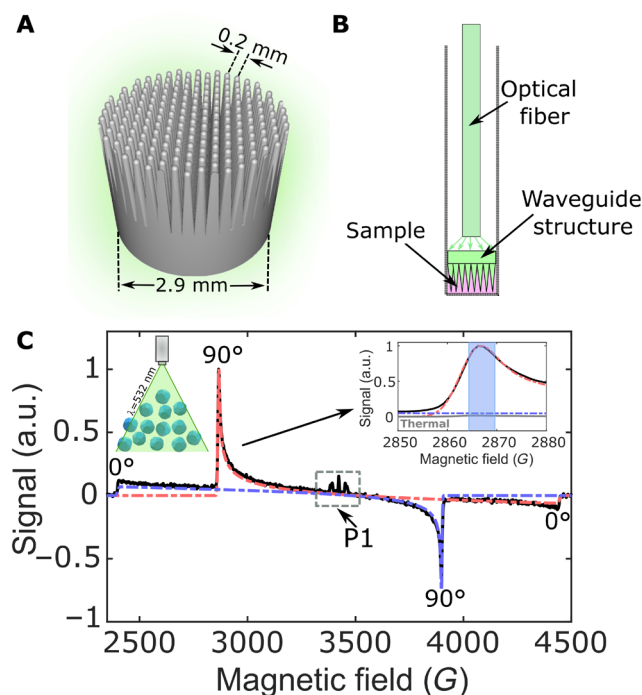 A
0.2 mm
2.9 mm
B
Optical
fiber
Waveguide
structure
Sample
C
Signal (a.u.)
1
0.5
0
−0.5
−1
2500
3000
3500
4000
4500
Magnetic field (G)
λ=532 nm
0°
90°
P1
90°
0°
Signal (a.u.)
1
0.5
0
Thermal
2850
2860
2870
2880
Magnetic field (G)